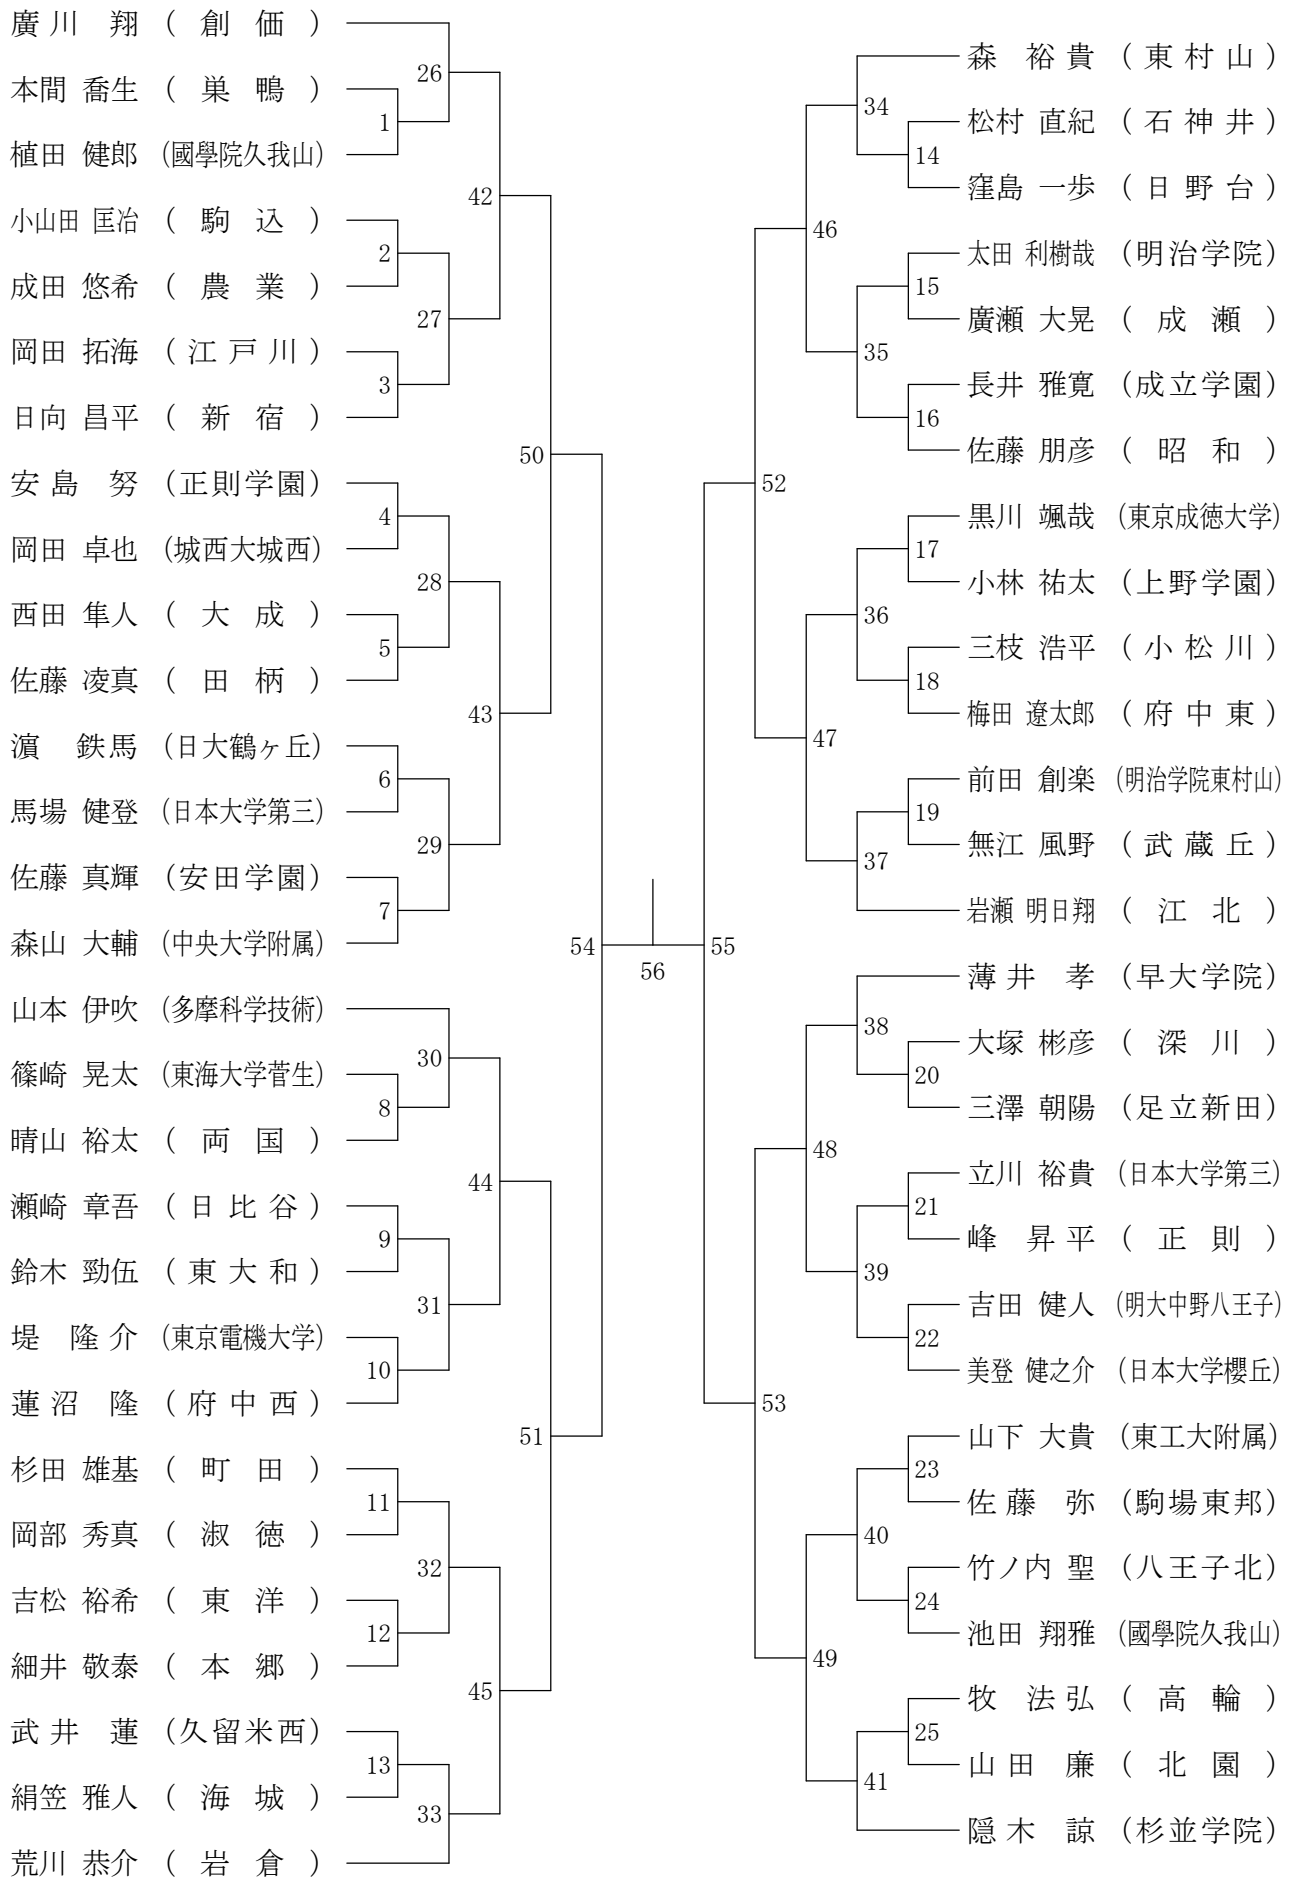 廣川 翔 (創価)
本間 喬生 (巣鴨)
植田 健郎 (國學院久我山)
小山田 匡冶 (駒込)
成田 悠希 (農業)
岡田 拓海 (江戸川)
日向 昌平 (新宿)
安島 努 (正則学園)
岡田 卓也 (城西大城西)
西田 隼人 (大成)
佐藤 凌真 (田柄)
濵 鉄馬 (日大鶴ヶ丘)
馬場 健登 (日本大学第三)
佐藤 真輝 (安田学園)
森山 大輔 (中央大学附属)
山本 伊吹 (多摩科学技術)
篠崎 晃太 (東海大学菅生)
晴山 裕太 (両国)
瀬崎 章吾 (日比谷)
鈴木 勁伍 (東大和)
堤 隆介 (東京電機大学)
蓮沼 隆 (府中西)
杉田 雄基 (町田)
岡部 秀真 (淑徳)
吉松 裕希 (東洋)
細井 敬泰 (本郷)
武井 蓮 (久留米西)
絹笠 雅人 (海城)
荒川 恭介 (岩倉)
1
2
3
4
5
6
7
8
9
10
11
12
13
26
27
28
29
30
31
32
33
42
43
44
45
50
51
54
56
55
52
53
46
47
48
49
34
35
36
37
38
39
40
41
14
15
16
17
18
19
20
21
22
23
24
25
森 裕貴 (東村山)
松村 直紀 (石神井)
窪島 一歩 (日野台)
太田 利樹哉 (明治学院)
廣瀬 大晃 (成瀬)
長井 雅寛 (成立学園)
佐藤 朋彦 (昭和)
黒川 颯哉 (東京成徳大学)
小林 祐太 (上野学園)
三枝 浩平 (小松川)
梅田 遼太郎 (府中東)
前田 創楽 (明治学院東村山)
無江 風野 (武蔵丘)
岩瀬 明日翔 (江北)
薄井 孝 (早大学院)
大塚 彬彦 (深川)
三澤 朝陽 (足立新田)
立川 裕貴 (日本大学第三)
峰 昇平 (正則)
吉田 健人 (明大中野八王子)
美登 健之介 (日本大学櫻丘)
山下 大貴 (東工大附属)
佐藤 弥 (駒場東邦)
竹ノ内 聖 (八王子北)
池田 翔雅 (國學院久我山)
牧 法弘 (高輪)
山田 廉 (北園)
隠木 諒 (杉並学院)